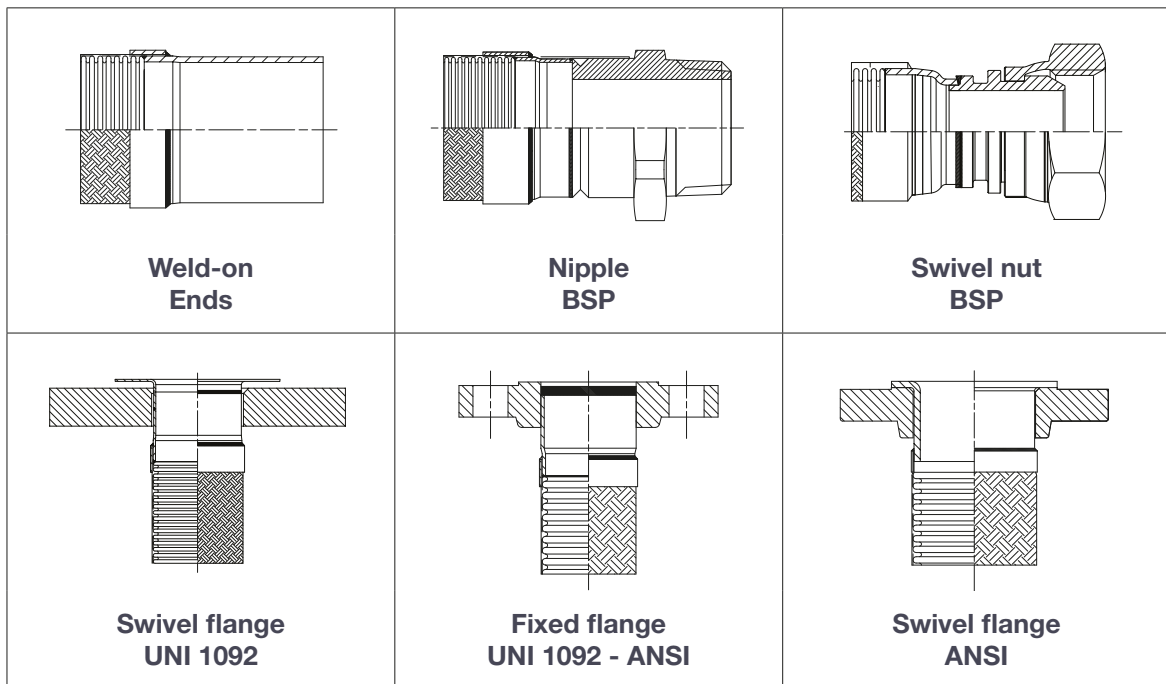 Weld-on
Ends
Nipple
BSP
Swivel nut
BSP
Swivel flange
UNI 1092
Fixed flange
UNI 1092 - ANSI
Swivel flange
ANSI